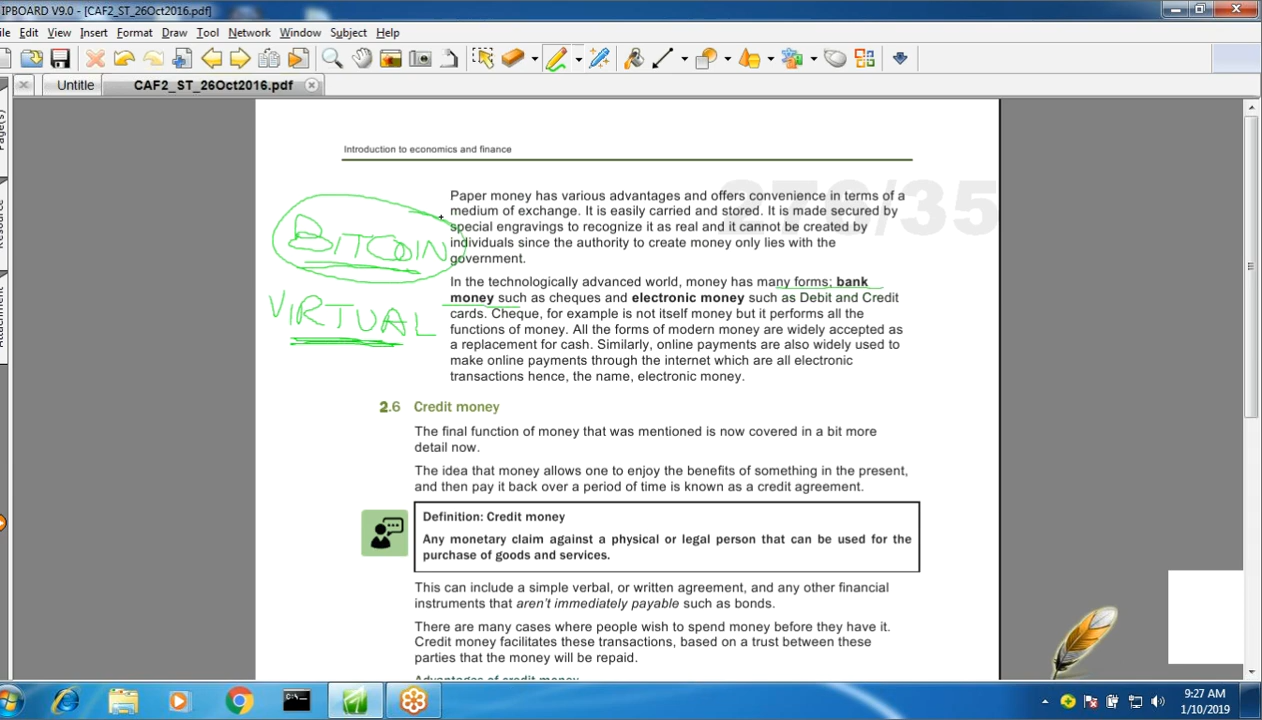 IPBOARD V9.0 - [CAF2_ST_26Oct2016.pdf]
Edit View Insert Format Draw Tool Network Window Subject Help
Untitle CAF2_ST_26Oct2016.pdf
Page(s)
Resource
Attachment
Introduction to economics and finance
276/35
Paper money has various advantages and offers convenience in terms of a
medium of exchange. It is easily carried and stored. It is made secured by
special engravings to recognize it as real and it cannot be created by
individuals since the authority to create money only lies with the
government.
BITCOIN
VIRTUAL
In the technologically advanced world, money has many forms; bank
money such as cheques and electronic money such as Debit and Credit
cards. Cheque, for example is not itself money but it performs all the
functions of money. All the forms of modern money are widely accepted as
a replacement for cash. Similarly, online payments are also widely used to
make online payments through the internet which are all electronic
transactions hence, the name, electronic money.
2.6 Credit money
The final function of money that was mentioned is now covered in a bit more
detail now.
The idea that money allows one to enjoy the benefits of something in the present,
and then pay it back over a period of time is known as a credit agreement.
Definition: Credit money
Any monetary claim against a physical or legal person that can be used for the
purchase of goods and services.
This can include a simple verbal, or written agreement, and any other financial
instruments that aren't immediately payable such as bonds.
There are many cases where people wish to spend money before they have it.
Credit money facilitates these transactions, based on a trust between these
parties that the money will be repaid.
Advantages of credit money
9:27 AM
1/10/2019